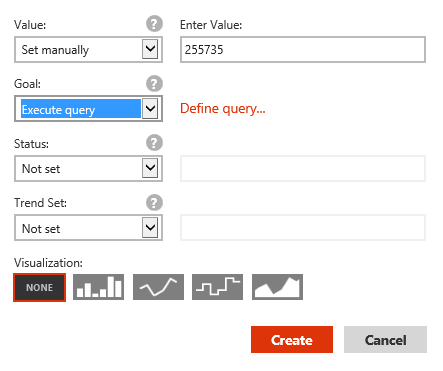 Value: ? Enter Value:
Set manually 255735
Goal: ?
Execute query Define query...
Status: ?
Not set
Trend Set: ?
Not set
Visualization:
NONE
Create Cancel